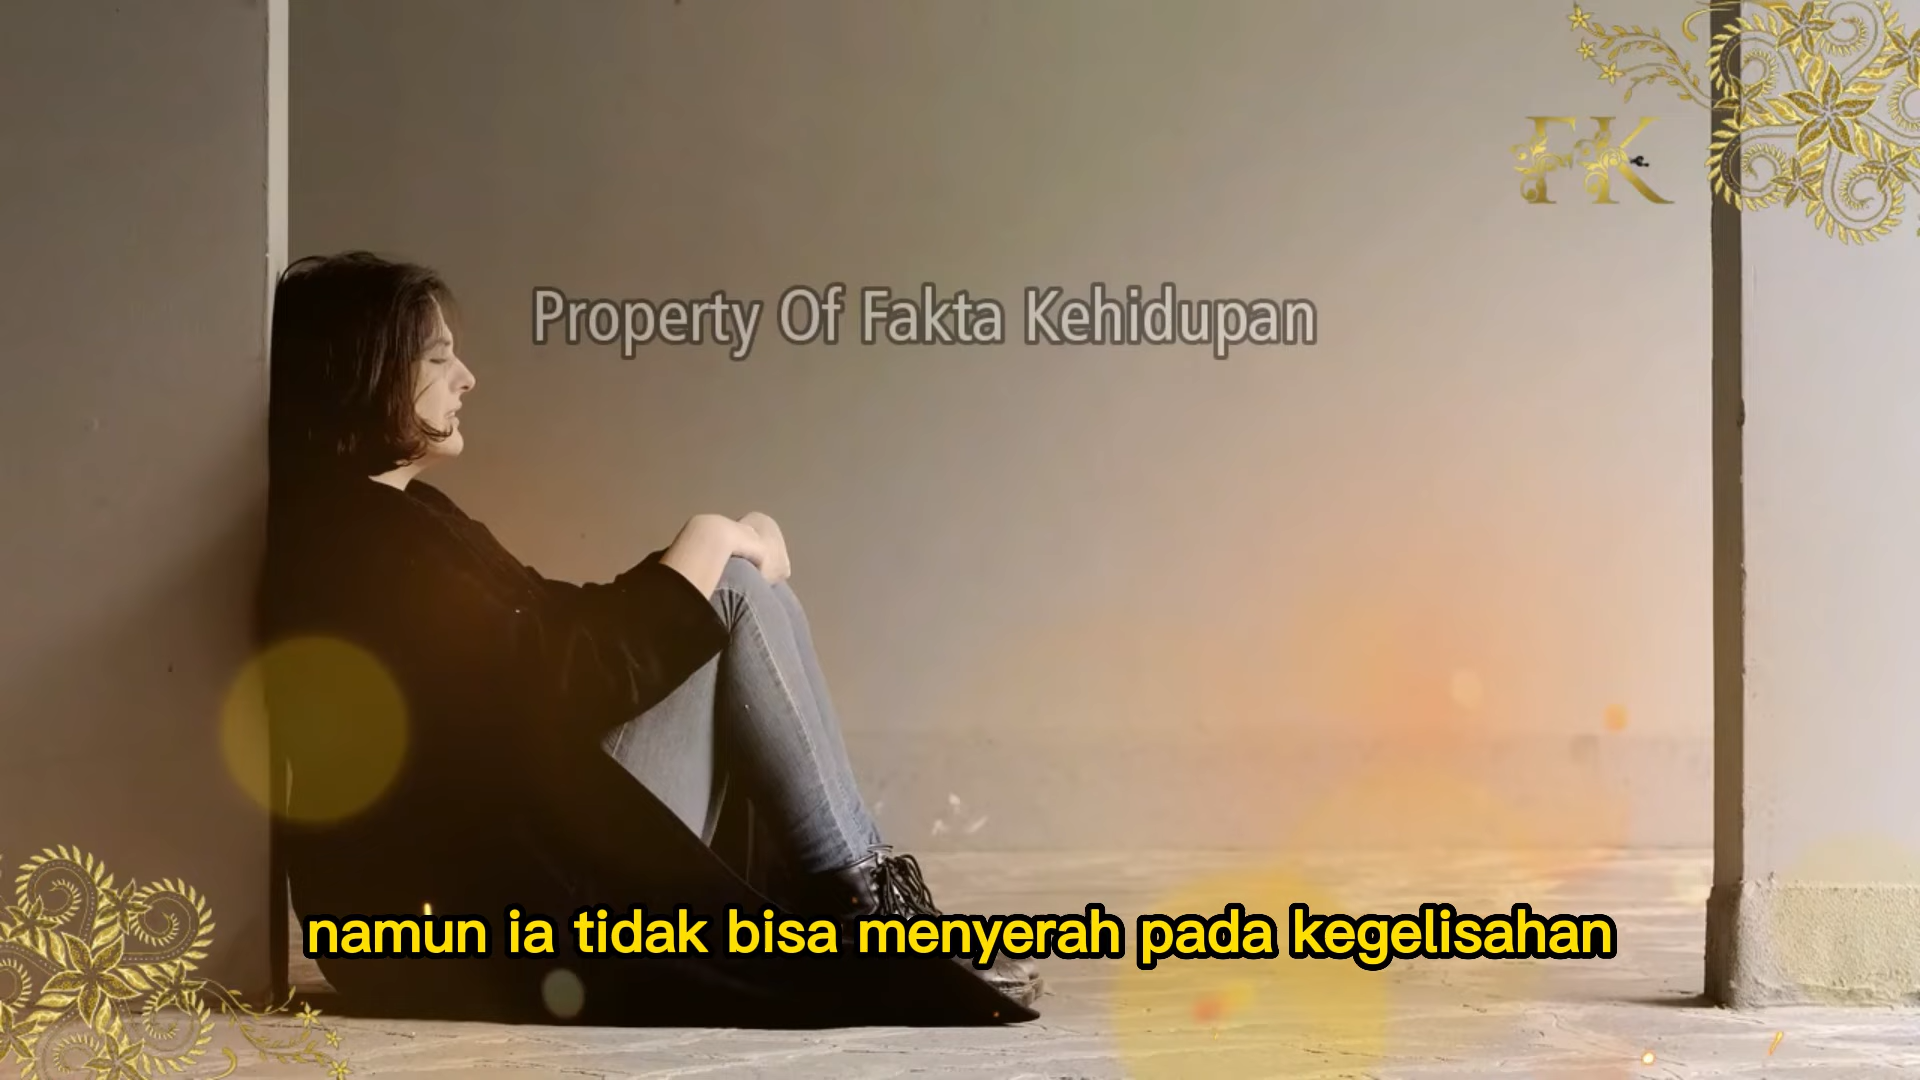 FK
Property Of Fakta Kehidupan
namun ia tidak bisa menyerah pada kegelisahan